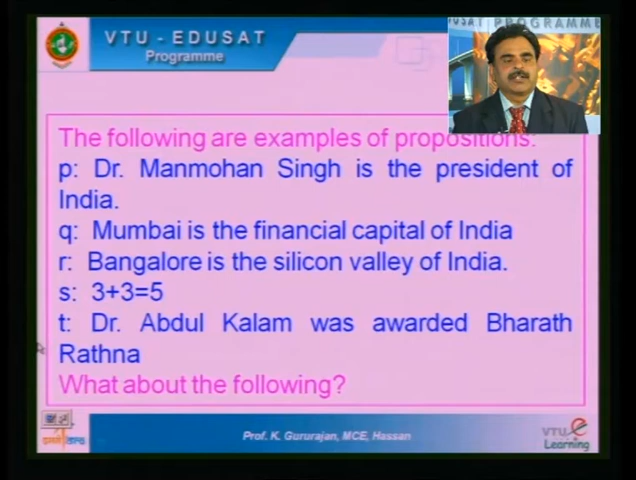 VTU - EDUSAT
Programme
USAT PROGRAMME
The following are examples of propositions:
p: Dr. Manmohan Singh is the president of
India.
q: Mumbai is the financial capital of India
r: Bangalore is the silicon valley of India.
s: 3+3=5
t: Dr. Abdul Kalam was awarded Bharath
Rathna
What about the following?
Prof. K. Gururajan, MCE, Hassan
VTU e
Learning